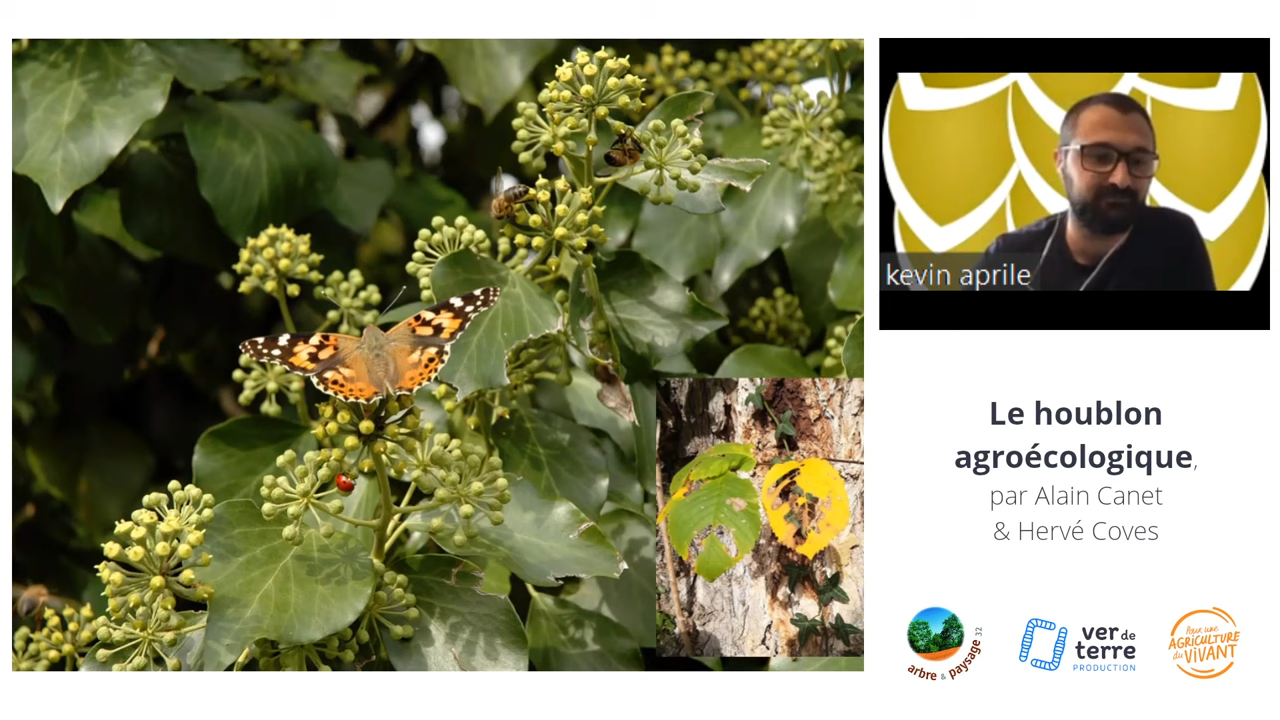 kevin aprile
Le houblon
agroécologique,
par Alain Canet
& Hervé Coves
arbre & paysage 32
ver de
terre
PRODUCTION
Pour une
AGRICULTURE
du ViVANT